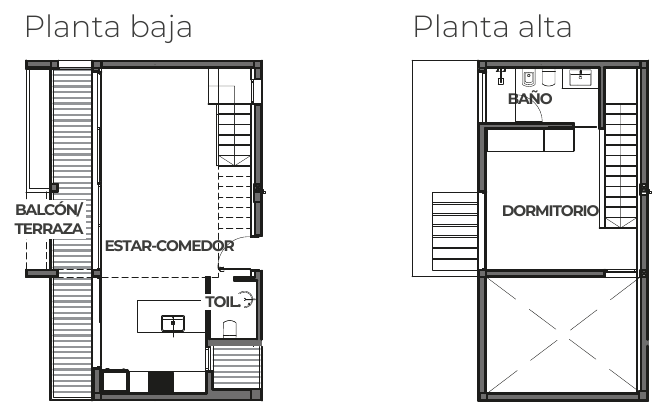 Planta baja
Planta alta
BAÑO
BALCÓN/
TERRAZA
ESTAR-COMEDOR
DORMITORIO
TOIL.